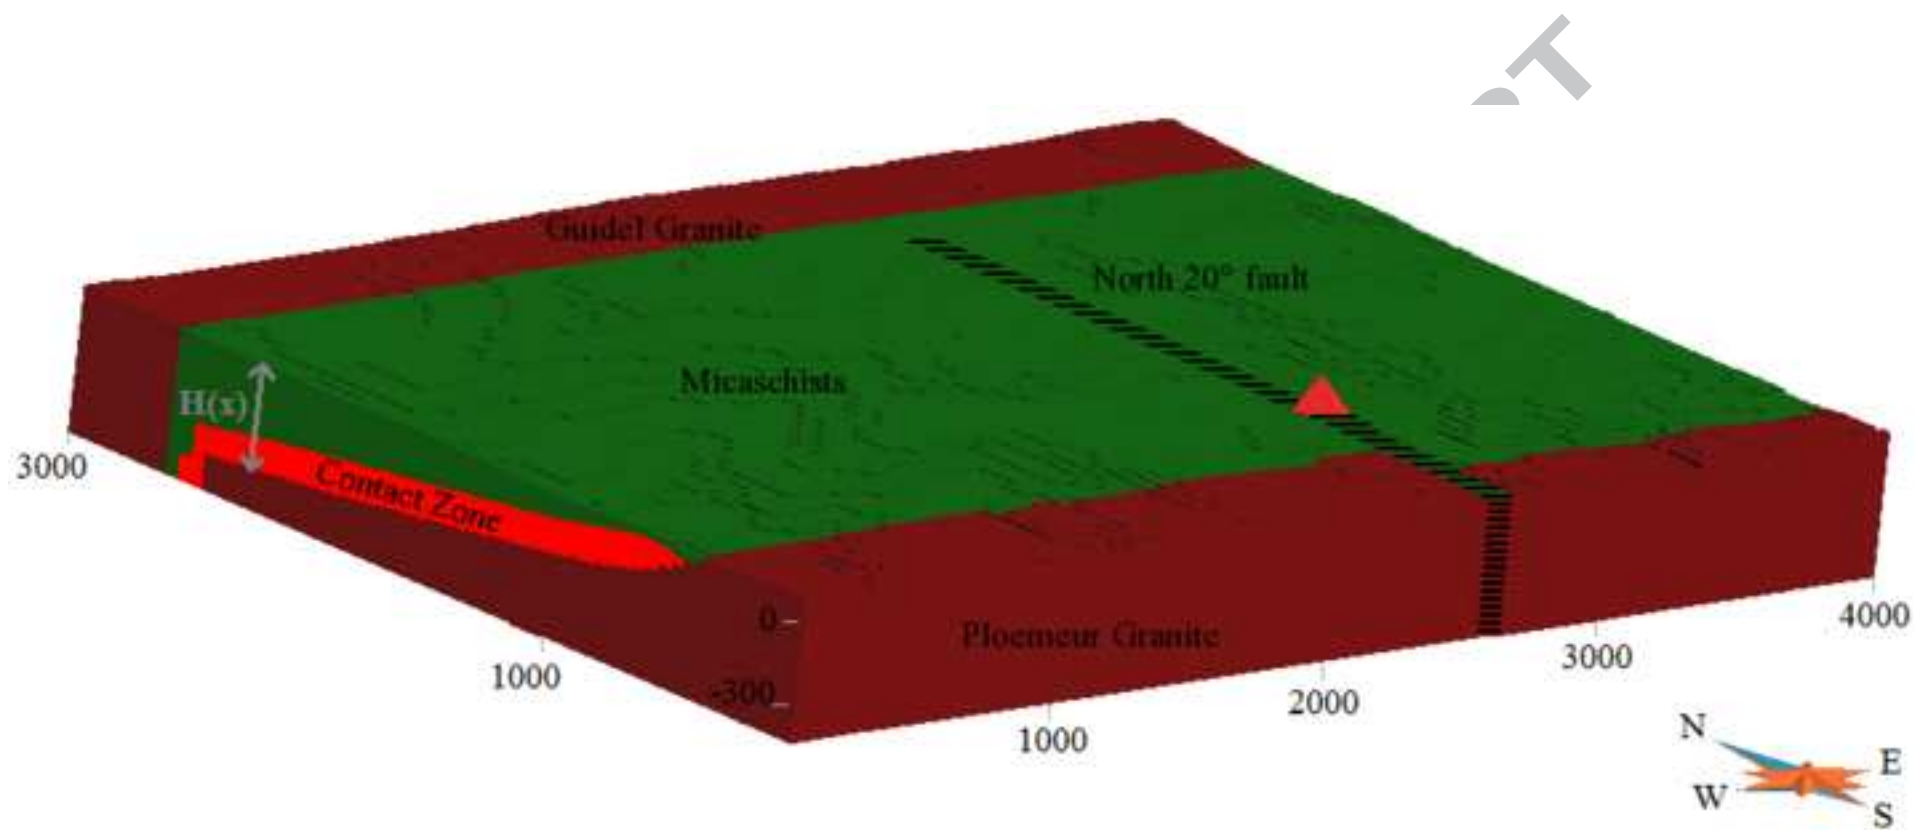 Guidel Granite
North 20° fault
Micaschists
H(x)
Contact Zone
3000
0
Ploemeur Granite
-300
1000
1000
2000
3000
4000
N
E
W
S